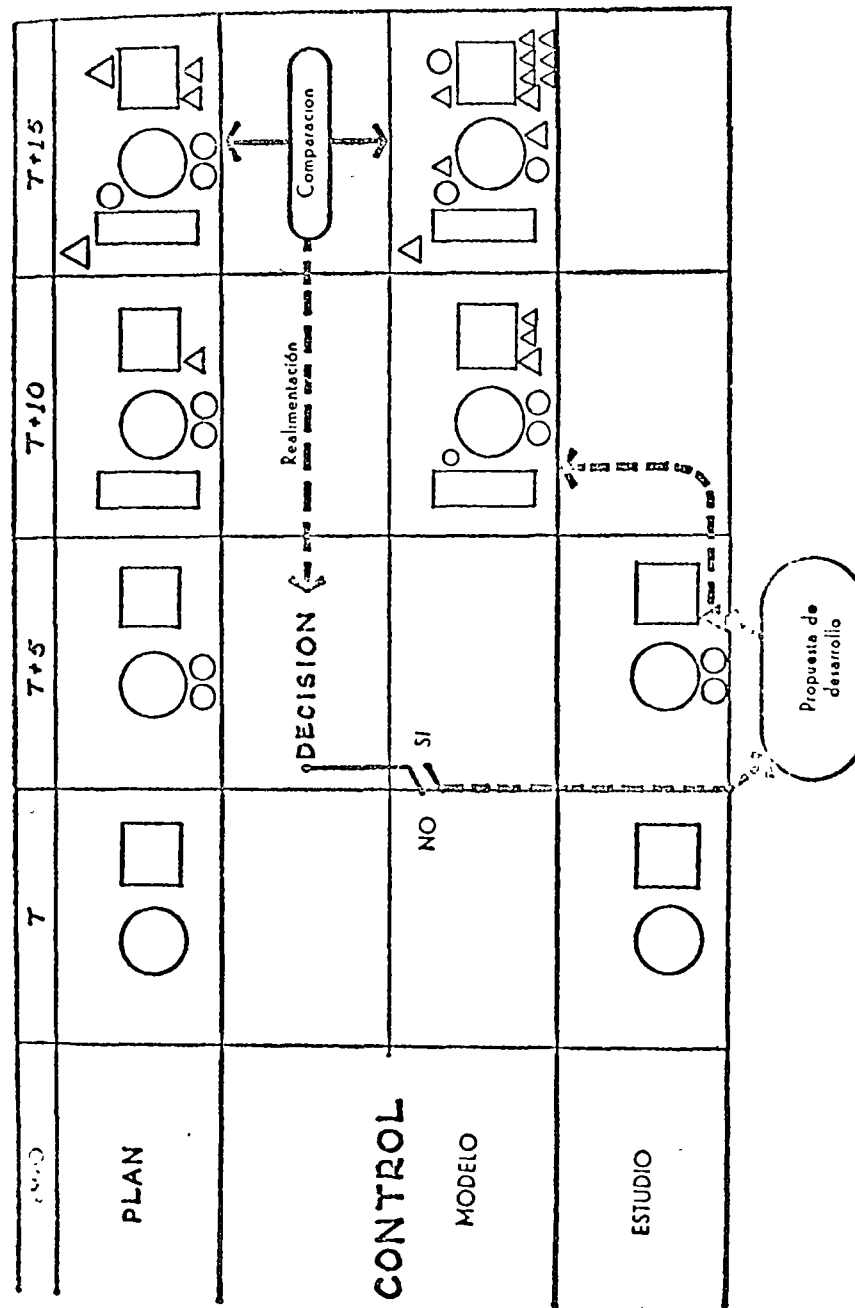 T
T+5
T+10
T+15
PLAN
DECISION
Realimentación
Comparacion
CONTROL
NO
SI
MODELO
ESTUDIO
Propuesta de
desarrollo